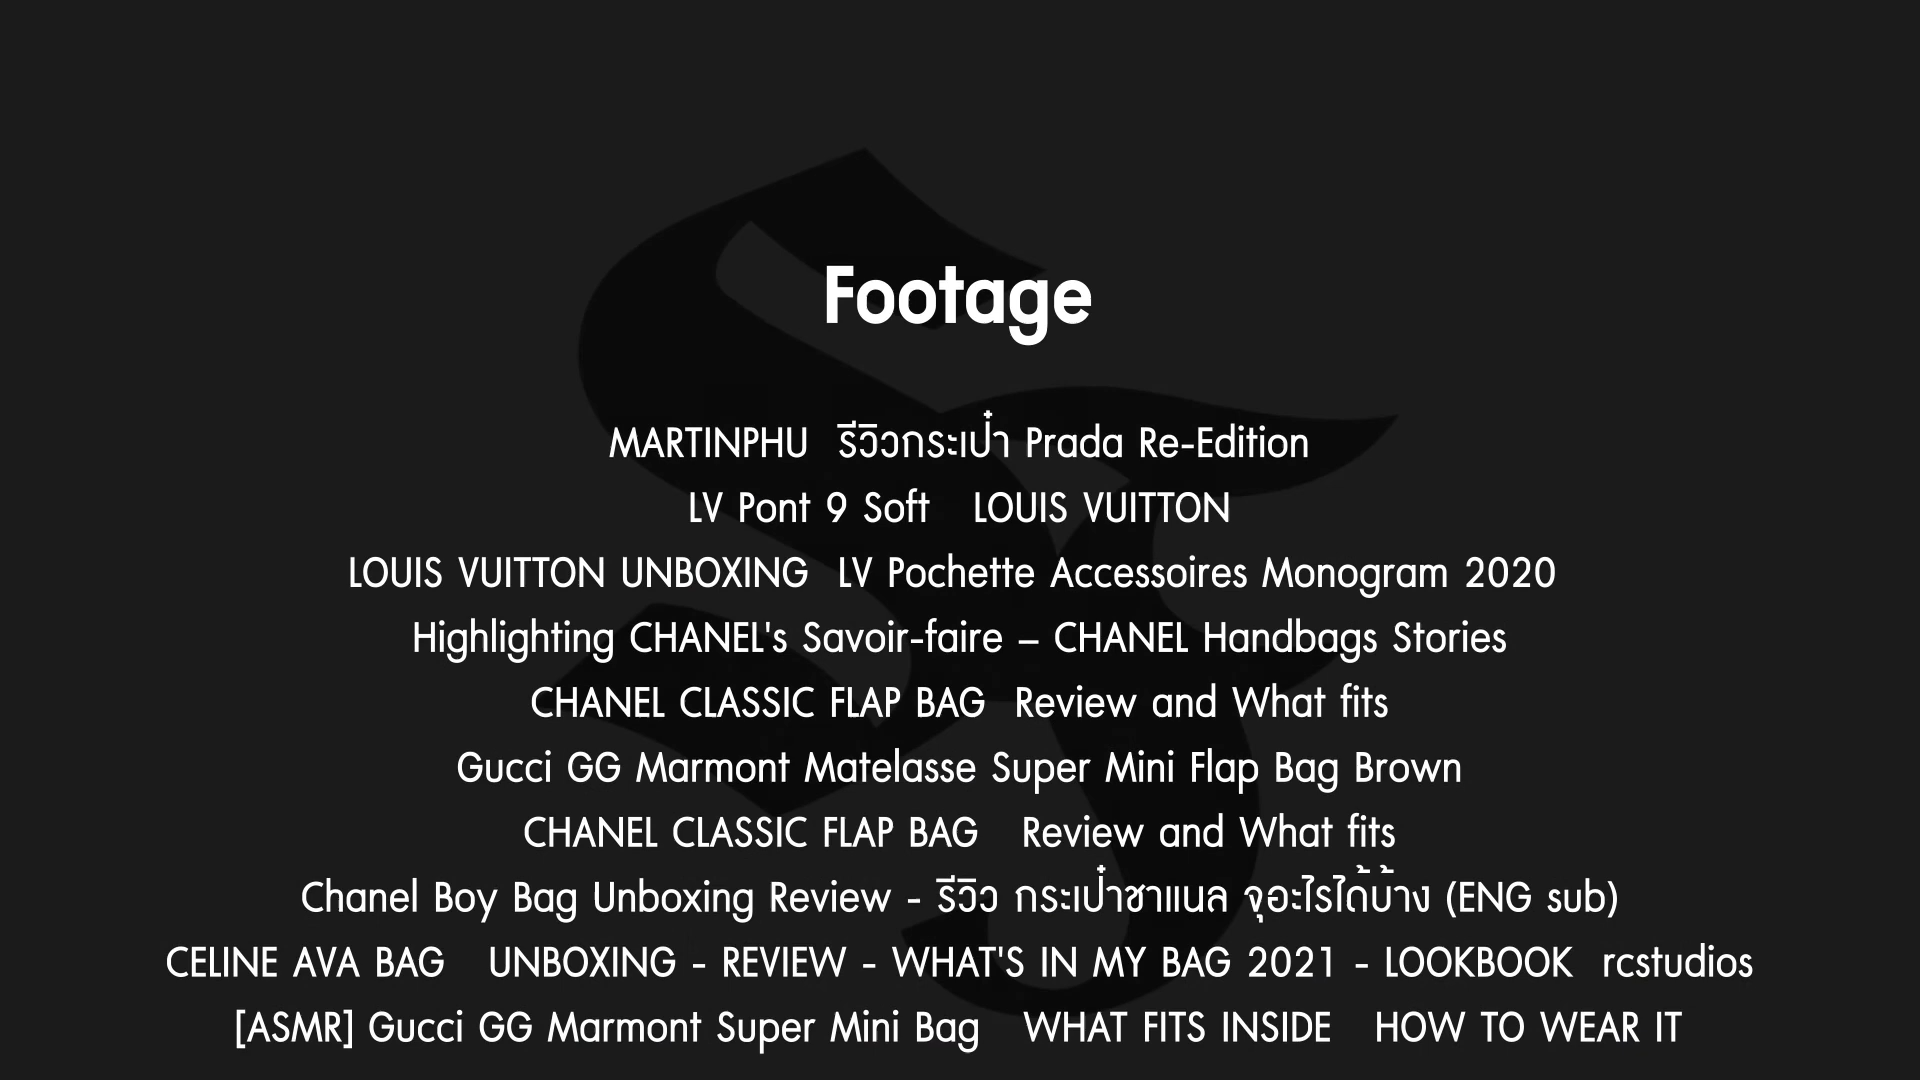 Footage
MARTINPHU รีวิวกระเป๋า Prada Re-Edition
LV Pont 9 Soft LOUIS VUITTON
LOUIS VUITTON UNBOXING LV Pochette Accessoires Monogram 2020
Highlighting CHANEL's Savoir-faire – CHANEL Handbags Stories
CHANEL CLASSIC FLAP BAG Review and What fits
Gucci GG Marmont Matelasse Super Mini Flap Bag Brown
CHANEL CLASSIC FLAP BAG Review and What fits
Chanel Boy Bag Unboxing Review - รีวิว กระเป๋าชาแนล จุอะไรได้บ้าง (ENG sub)
CELINE AVA BAG UNBOXING - REVIEW - WHAT'S IN MY BAG 2021 - LOOKBOOK rcstudios
[ASMR] Gucci GG Marmont Super Mini Bag WHAT FITS INSIDE HOW TO WEAR IT